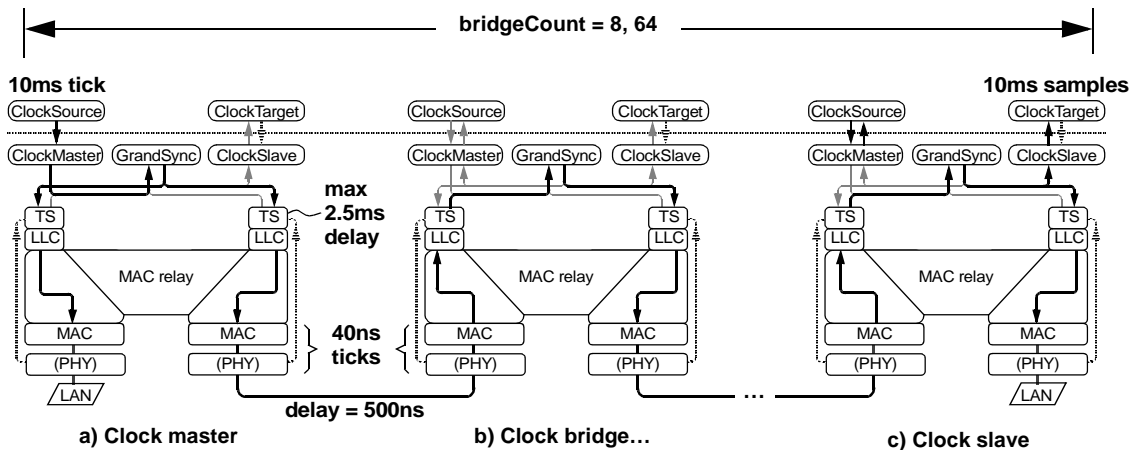 bridgeCount = 8, 64
10ms tick
10ms samples
ClockSource
ClockTarget
ClockSource
ClockTarget
ClockSource
ClockTarget
ClockMaster
GrandSync
ClockSlave
ClockMaster
GrandSync
ClockSlave
ClockMaster
GrandSync
ClockSlave
max
2.5ms
delay
TS
TS
TS
TS
TS
TS
LLC
LLC
LLC
LLC
LLC
LLC
MAC relay
MAC relay
MAC relay
MAC
MAC
MAC
MAC
MAC
MAC
40ns
ticks
(PHY)
(PHY)
(PHY)
(PHY)
(PHY)
(PHY)
LAN
LAN
delay = 500ns
...
a) Clock master
b) Clock bridge…
c) Clock slave